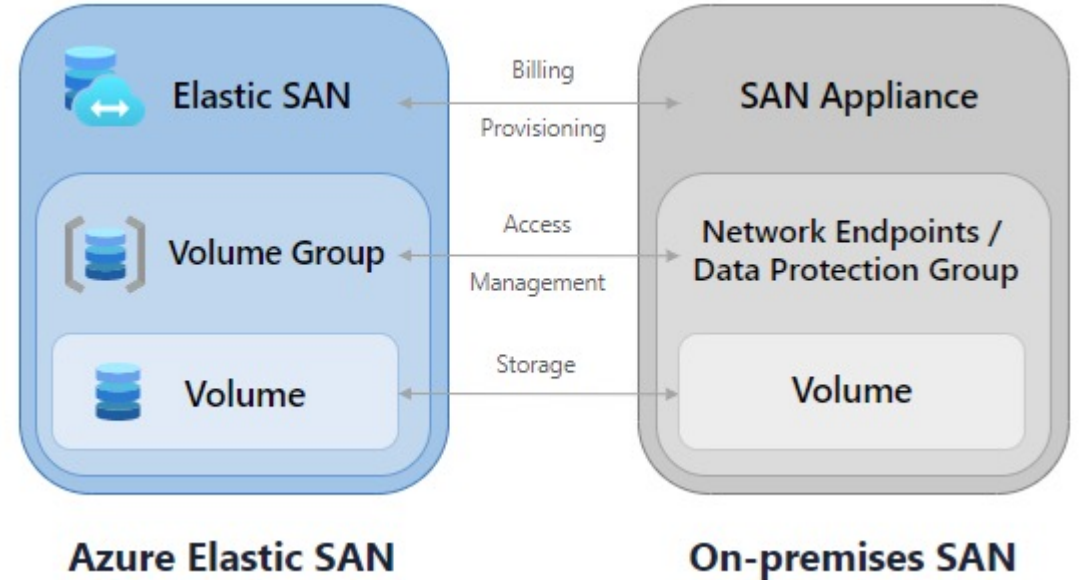 Elastic SAN
Billing
Provisioning
SAN Appliance
Volume Group
Access
Management
Network Endpoints /
Data Protection Group
Volume
Storage
Volume
Azure Elastic SAN
On-premises SAN